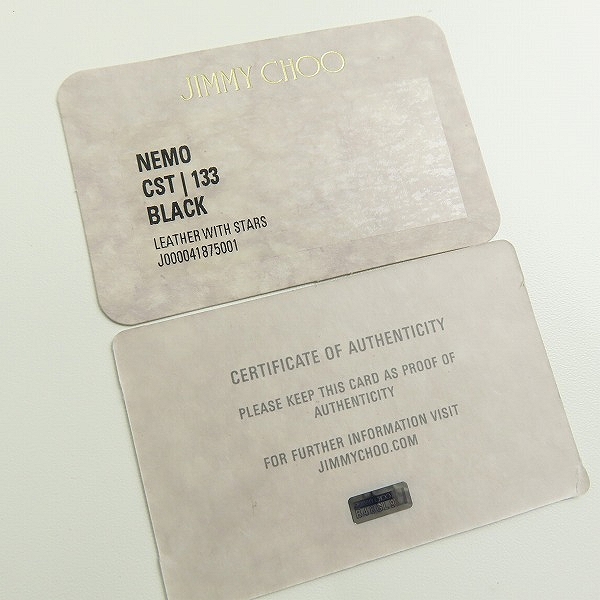 JIMMY CHOO
NEMO
CST | 133
BLACK
LEATHER WITH STARS
J000041875001
CERTIFICATE OF AUTHENTICITY
PLEASE KEEP THIS CARD AS PROOF OF
AUTHENTICITY
FOR FURTHER INFORMATION VISIT
JIMMYCHOO.COM